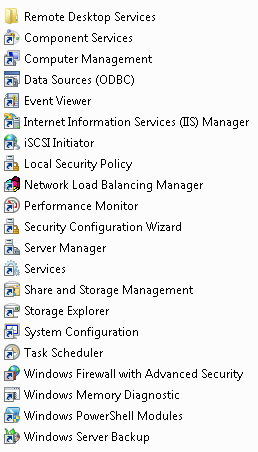 Remote Desktop Services
Component Services
Computer Management
Data Sources (ODBC)
Event Viewer
Internet Information Services (IIS) Manager
iSCSI Initiator
Local Security Policy
Network Load Balancing Manager
Performance Monitor
Security Configuration Wizard
Server Manager
Services
Share and Storage Management
Storage Explorer
System Configuration
Task Scheduler
Windows Firewall with Advanced Security
Windows Memory Diagnostic
Windows PowerShell Modules
Windows Server Backup